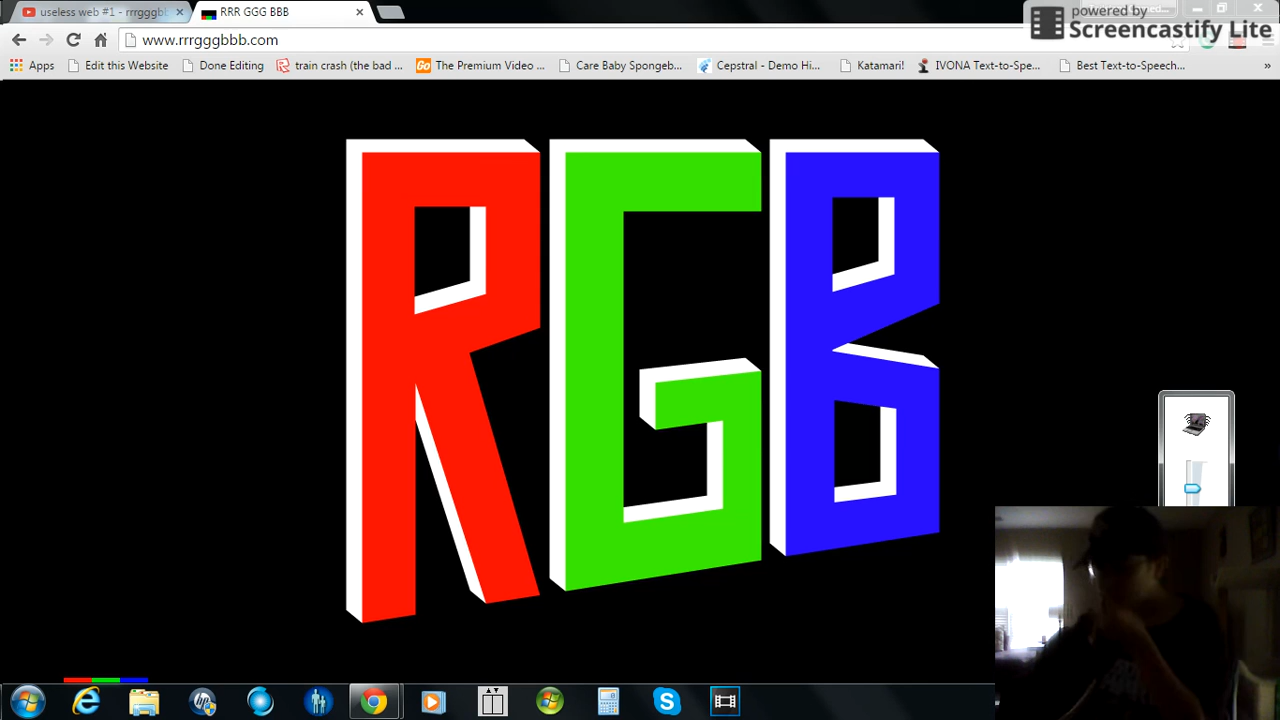 useless web #1 - rrrgggbb
RRR GGG BBB
powered by
Screencastify Lite
www.rrrgggbbb.com
Apps
Edit this Website
Done Editing
train crash (the bad ...
Go
The Premium Video ...
Care Baby Spongeb...
Cepstral - Demo Hi...
Katamari!
IVONA Text-to-Spe...
Best Text-to-Speech...
»
RGB